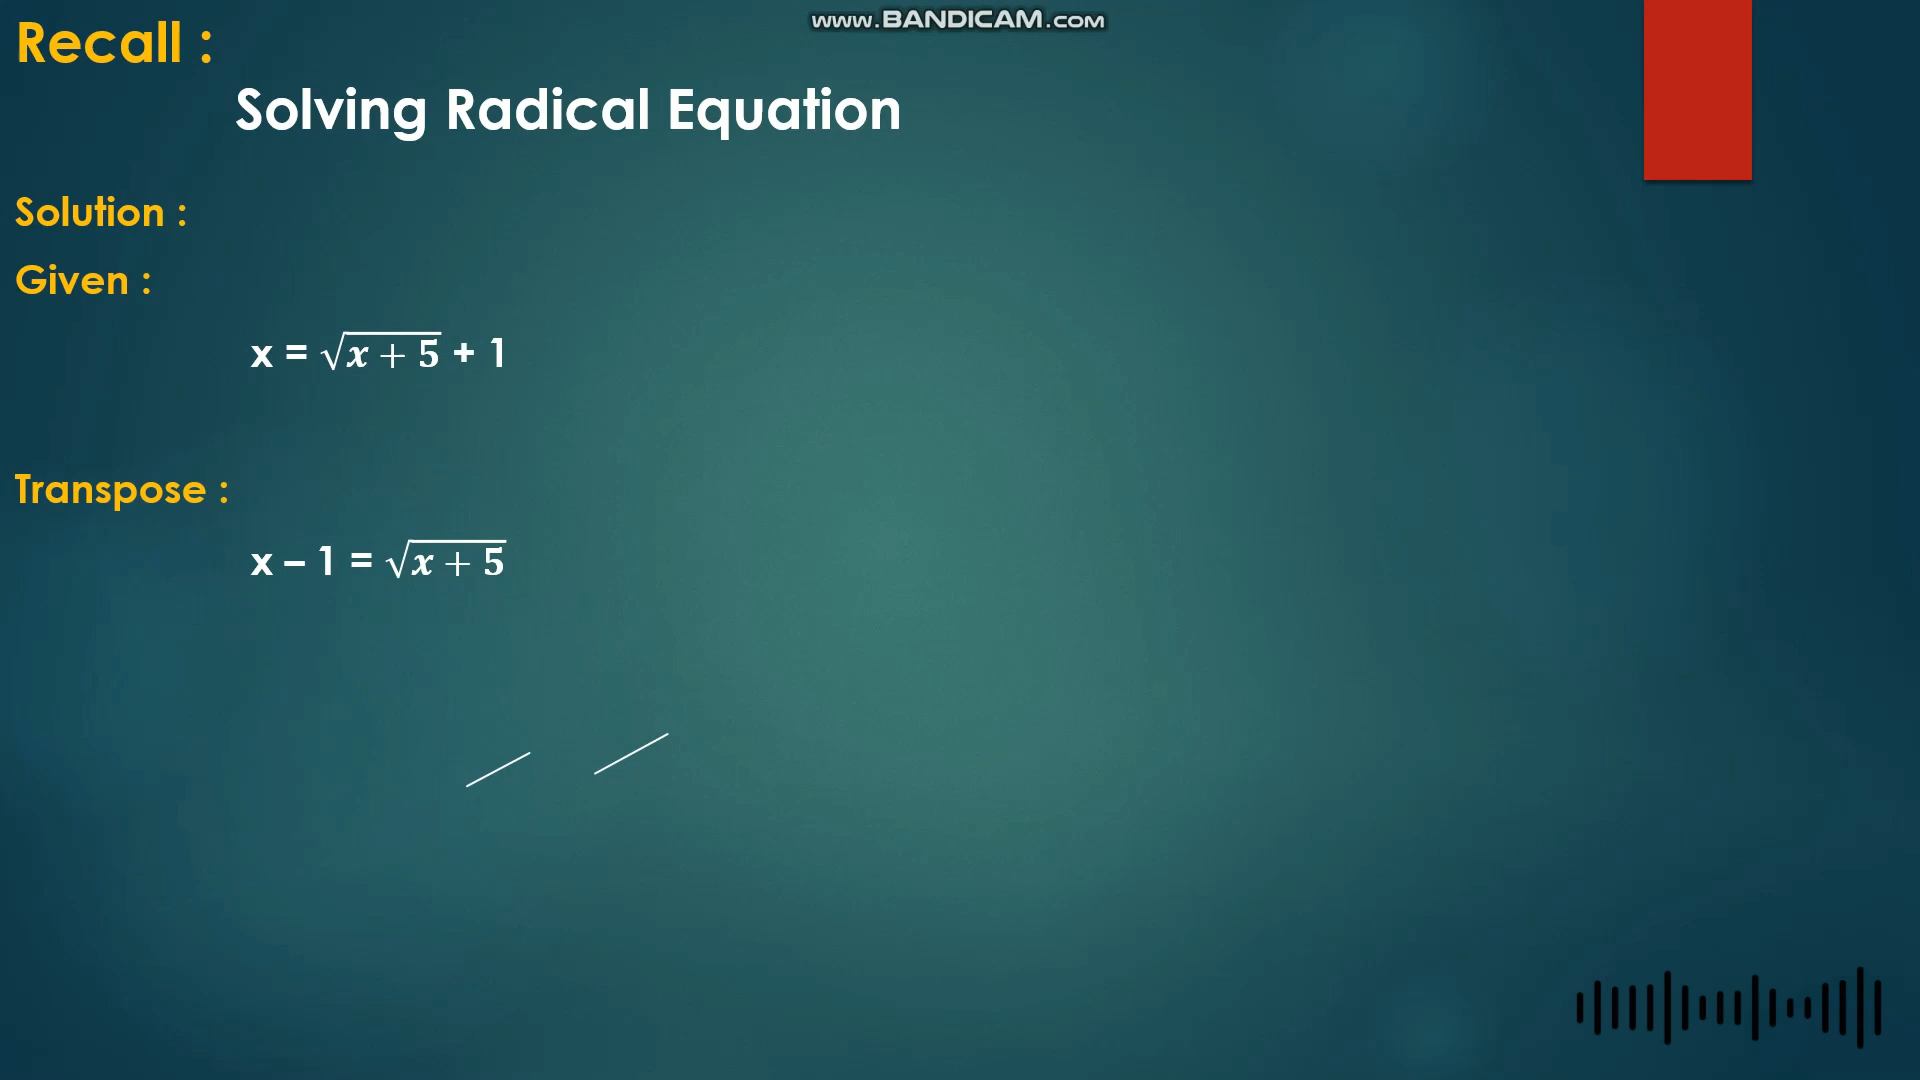 www.BANDICAM.com
Recall :
Solving Radical Equation
Solution :
Given :
x = √x + 5 + 1
Transpose :
x – 1 = √x + 5